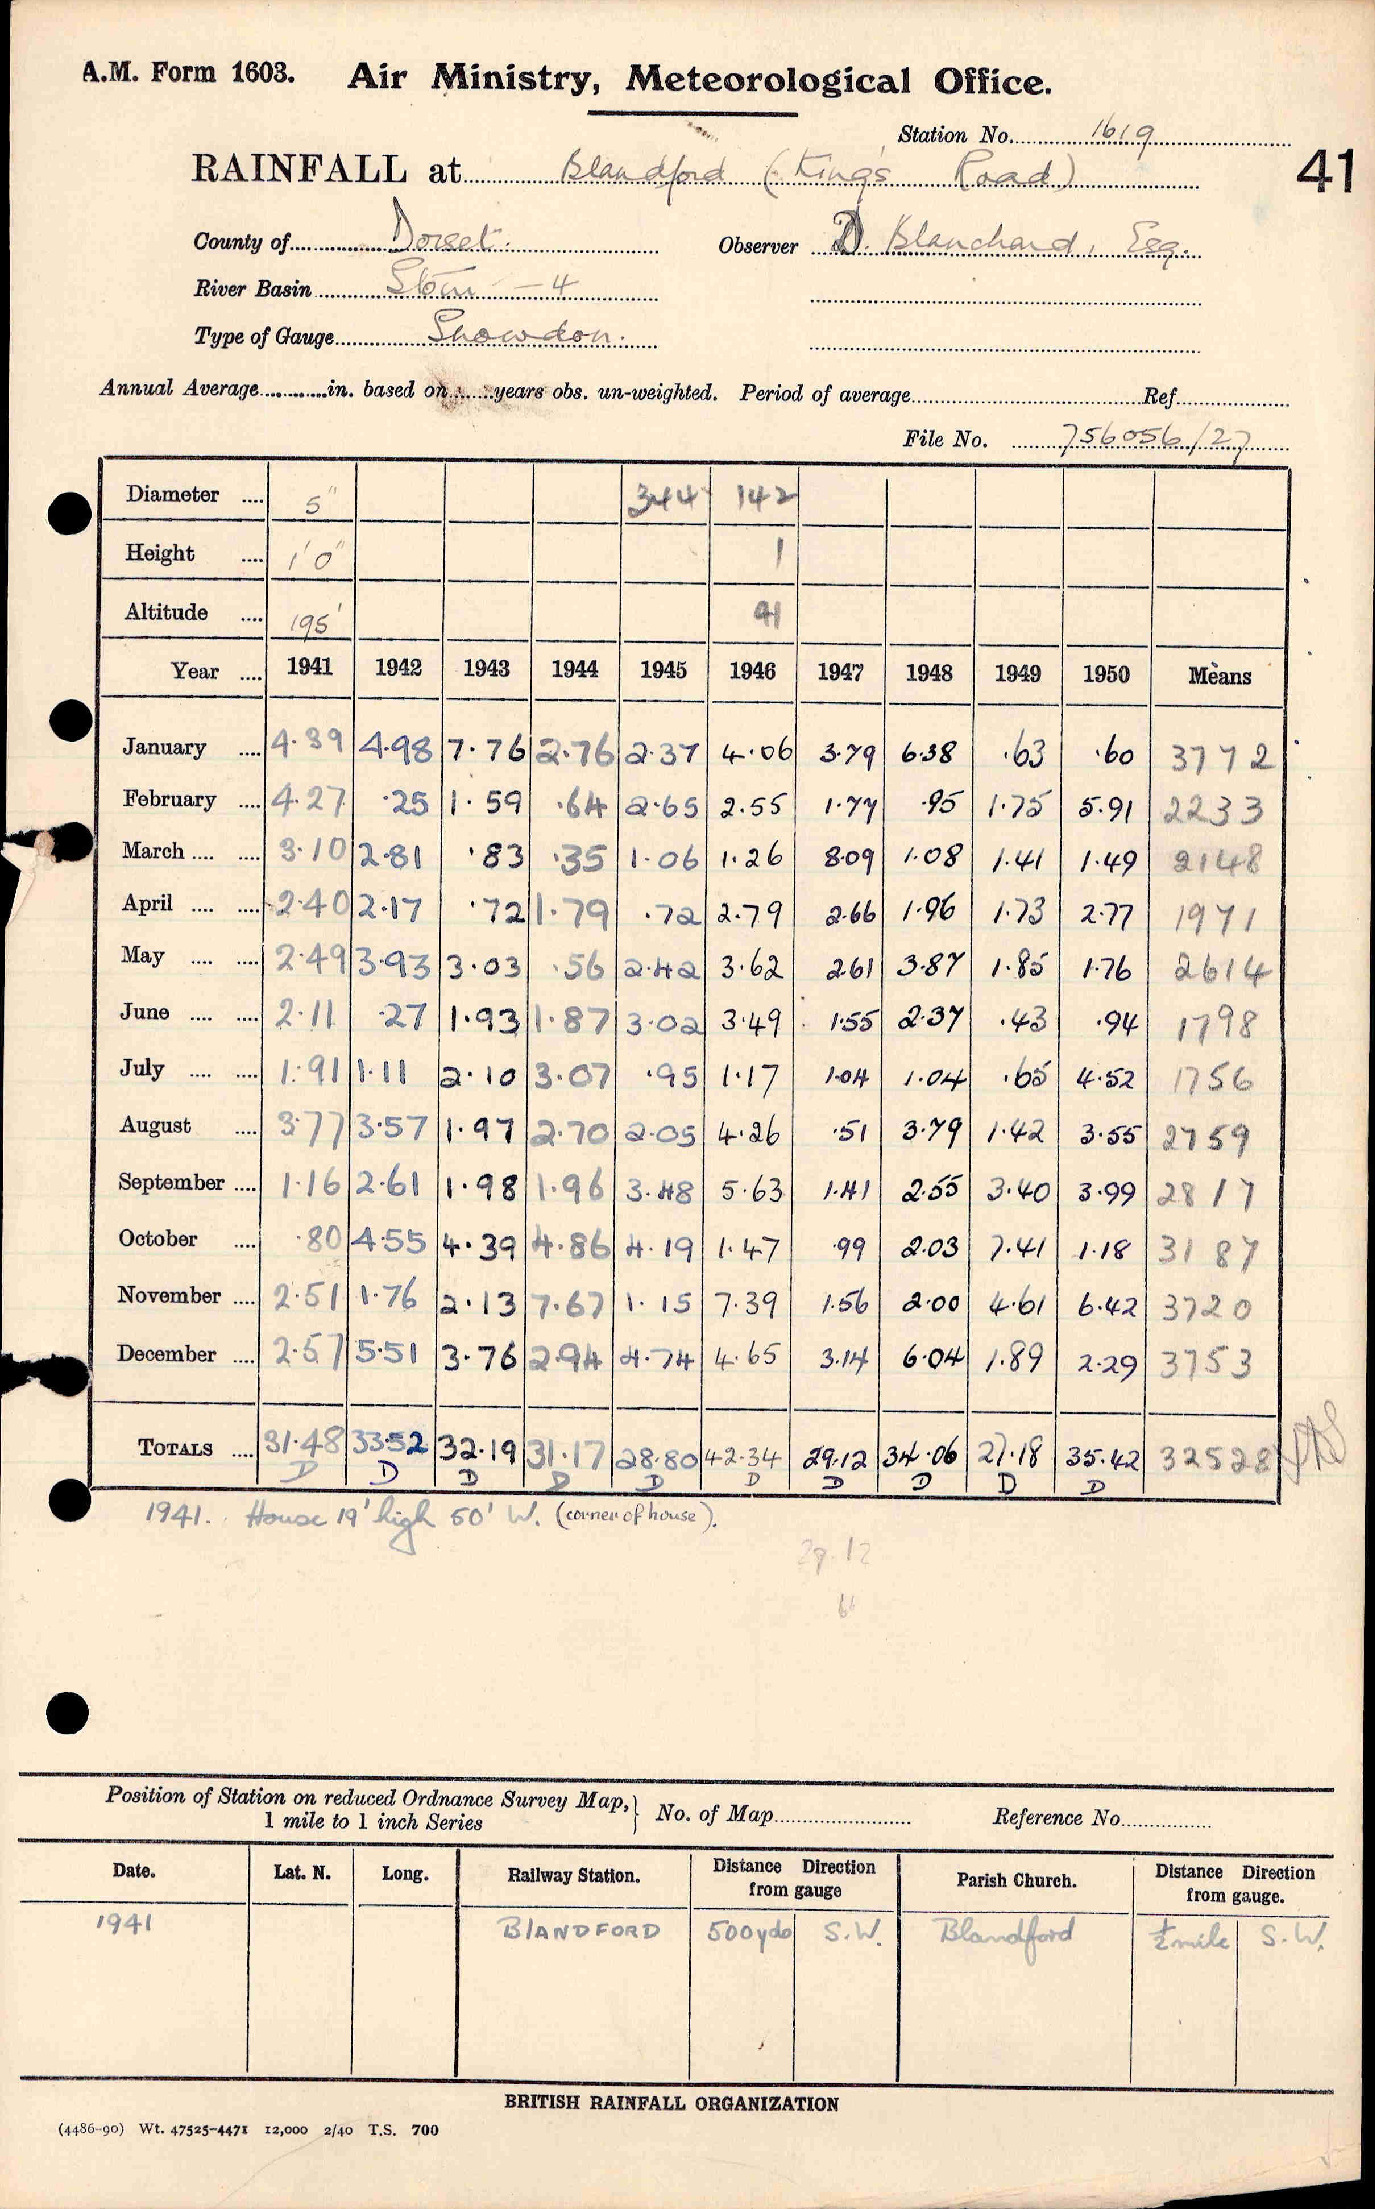 A.M. Form 1603. Air Ministry, Meteorological Office.
Station No. 1619
RAINFALL at Blandford (King's Road)
41
County of Dorset. Observer D. Blanchard, Esq.
River Basin Stour — 4
Type of Gauge Snowdon.
Annual Average in. based on years obs. un-weighted. Period of average Ref
File No. 756056/27
Diameter .... 5" 344 142
Height .... 1'0" 1
Altitude .... 195' 41
Year .... 1941 1942 1943 1944 1945 1946 1947 1948 1949 1950 Means
January .... 4.39 4.98 7.76 2.76 2.37 4.06 3.79 6.38 .63 .60 3772
February .... 4.27 .25 1.59 .64 2.65 2.55 1.77 .95 1.75 5.91 2233
March .... .... 3.10 2.81 .83 .35 1.06 1.26 8.09 1.08 1.41 1.49 2148
April .... .... 2.40 2.17 .72 1.79 .72 2.79 2.66 1.96 1.73 2.77 1971
May .... .... 2.49 3.93 3.03 .56 2.42 3.62 2.61 3.87 1.85 1.76 2614
June .... .... 2.11 .27 1.93 1.87 3.02 3.49 1.55 2.37 .43 .94 1798
July .... .... 1.91 1.11 2.10 3.07 .95 1.17 1.04 1.04 .65 4.52 1756
August .... 3.77 3.57 1.97 2.70 2.05 4.26 .51 3.79 1.42 3.55 2759
September .... 1.16 2.61 1.98 1.96 3.48 5.63 1.41 2.55 3.40 3.99 2817
October .... .80 4.55 4.39 4.86 4.19 1.47 .99 2.03 7.41 1.18 3187
November .... 2.51 1.76 2.13 7.67 1.15 7.39 1.56 2.00 4.61 6.42 3720
December .... 2.57 5.51 3.76 2.94 4.74 4.65 3.14 6.04 1.89 2.29 3753
TOTALS .... 31.48 33.52 32.19 31.17 28.80 42.34 29.12 34.06 27.18 35.42 32528
D D D D D D D D D D
1941. House 19' high 50' W. (corner of house).
29.12
Position of Station on reduced Ordnance Survey Map, 1 mile to 1 inch Series } No. of Map Reference No.
Date. Lat. N. Long. Railway Station. Distance Direction from gauge Parish Church. Distance Direction from gauge.
1941 BLANDFORD 500yds S.W. Blandford ½ mile S.W.
BRITISH RAINFALL ORGANIZATION
(4486-90) Wt. 47525-4471 12,000 2/40 T.S. 700